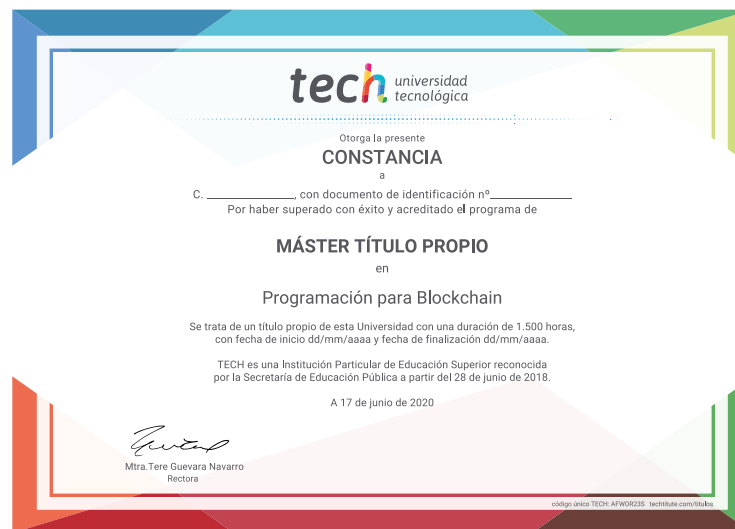 tech universidad
tecnológica
Otorga la presente
CONSTANCIA
a
C. ________________, con documento de identificación nº______________
Por haber superado con éxito y acreditado el programa de
MÁSTER TÍTULO PROPIO
en
Programación para Blockchain
Se trata de un título propio de esta Universidad con una duración de 1.500 horas,
con fecha de inicio dd/mm/aaaa y fecha de finalización dd/mm/aaaa.
TECH es una Institución Particular de Educación Superior reconocida
por la Secretaría de Educación Pública a partir del 28 de junio de 2018.
A 17 de junio de 2020
Mtra.Tere Guevara Navarro
Rectora
código único TECH: AFWOR23S techtitute.com/titulos